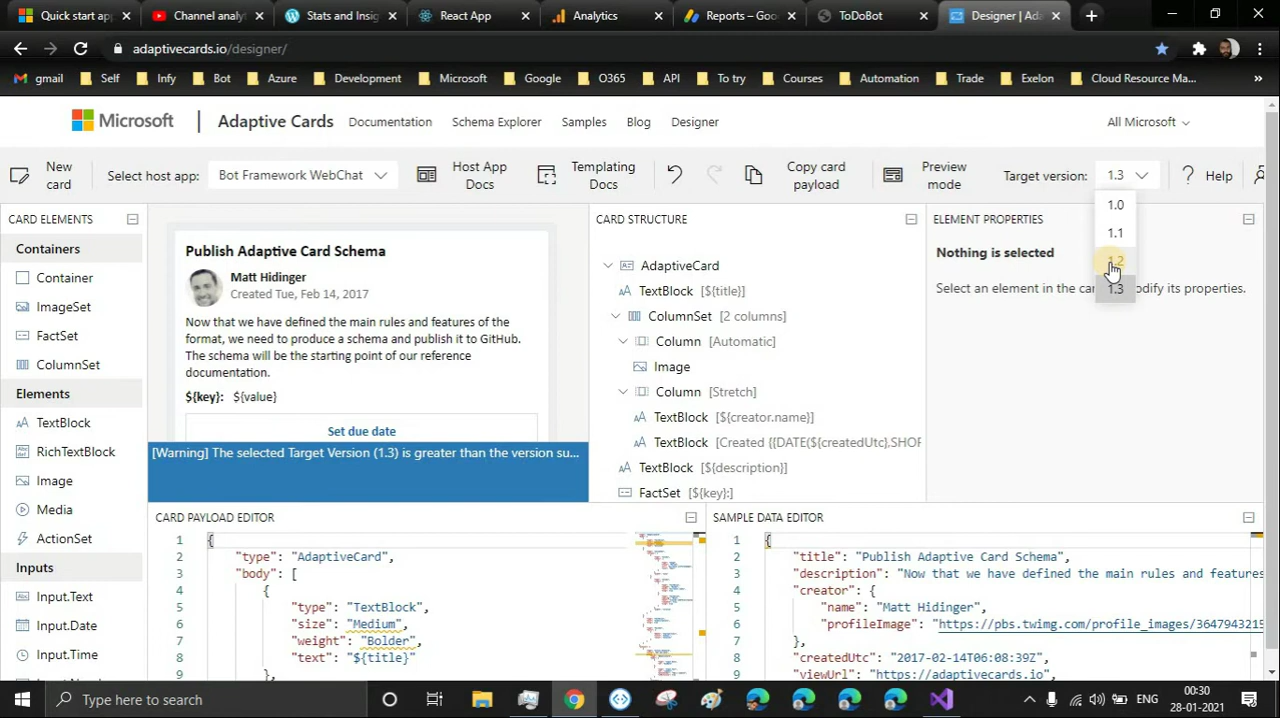 Quick start app
Channel analy
Stats and Insig
React App
Analytics
Reports – Goo
ToDoBot
Designer | Ada
adaptivecards.io/designer/
gmail
Self
Infy
Bot
Azure
Development
Microsoft
Google
O365
API
To try
Courses
Automation
Trade
Exelon
Cloud Resource Ma...
»
Microsoft
Adaptive Cards
Documentation
Schema Explorer
Samples
Blog
Designer
All Microsoft
New card
Select host app:
Bot Framework WebChat
Host App Docs
Templating Docs
Copy card payload
Preview mode
Target version:
1.3
Help
1.0
1.1
1.2
1.3
CARD ELEMENTS
Containers
Container
ImageSet
FactSet
ColumnSet
Elements
TextBlock
RichTextBlock
Image
Media
ActionSet
Inputs
Input.Text
Input.Date
Input.Time
Publish Adaptive Card Schema
Matt Hidinger
Created Tue, Feb 14, 2017
Now that we have defined the main rules and features of the
format, we need to produce a schema and publish it to GitHub.
The schema will be the starting point of our reference
documentation.
${key}: ${value}
Set due date
[Warning] The selected Target Version (1.3) is greater than the version su...
CARD STRUCTURE
AdaptiveCard
TextBlock [${title}]
ColumnSet [2 columns]
Column [Automatic]
Image
Column [Stretch]
TextBlock [${creator.name}]
TextBlock [Created {{DATE(${createdUtc},SHOR
TextBlock [${description}]
FactSet [${key}:]
ELEMENT PROPERTIES
Nothing is selected
Select an element in the car odify its properties.
CARD PAYLOAD EDITOR
1 {
2 "type": "AdaptiveCard",
3 "body": [
4 {
5 "type": "TextBlock",
6 "size": "Medium",
7 "weight": "Bolder",
8 "text": "${title}"
},
SAMPLE DATA EDITOR
1 {
2 "title": "Publish Adaptive Card Schema",
3 "description": "Now that we have defined the main rules and features
4 "creator": {
5 "name": "Matt Hidinger",
6 "profileImage": "https://pbs.twimg.com/profile_images/3647943215
7 },
8 "createdUtc": "2017-02-14T06:08:39Z",
"viewUrl": "https://adaptivecards.io",
Type here to search
ENG
00:30
28-01-2021